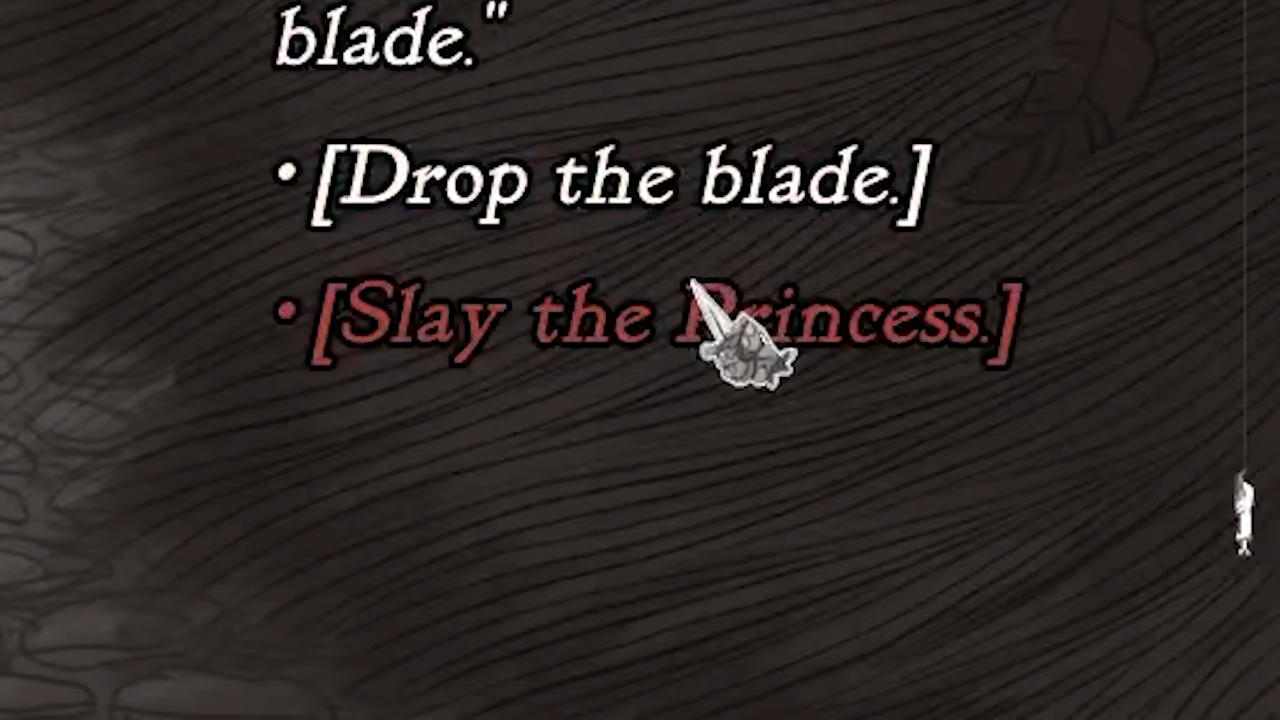 blade."
• [Drop the blade.]
• [Slay the Princess.]